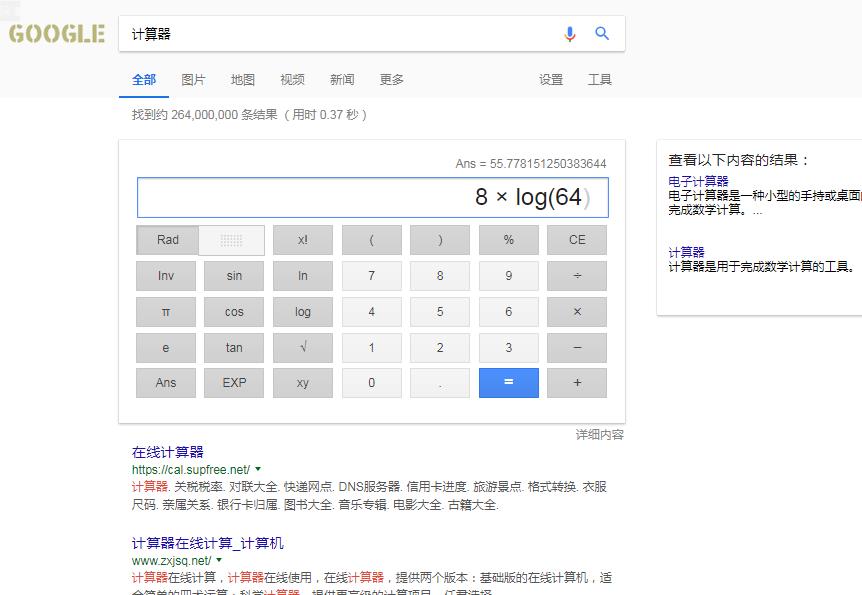 GOOGLE
计算器
全部 图片 地图 视频 新闻 更多 设置 工具
找到约 264,000,000 条结果 （用时 0.37 秒）
Ans = 55.778151250383644
8 × log(64)
Rad x! ( ) % CE
Inv sin ln 7 8 9 ÷
π cos log 4 5 6 ×
e tan √ 1 2 3 −
Ans EXP xy 0 . = +
详细内容
查看以下内容的结果：
电子计算器
电子计算器是一种小型的手持或桌面
完成数学计算。...
计算器
计算器是用于完成数学计算的工具。
在线计算器
https://cal.supfree.net/
计算器. 关税税率. 对联大全. 快递网点. DNS服务器. 信用卡进度. 旅游景点. 格式转换. 衣服
尺码. 亲属关系. 银行卡归属. 图书大全. 音乐专辑. 电影大全. 古籍大全.
计算器在线计算_计算机
www.zxjsq.net/
计算器在线计算，计算器在线使用，在线计算器，提供两个版本：基础版的在线计算机，适